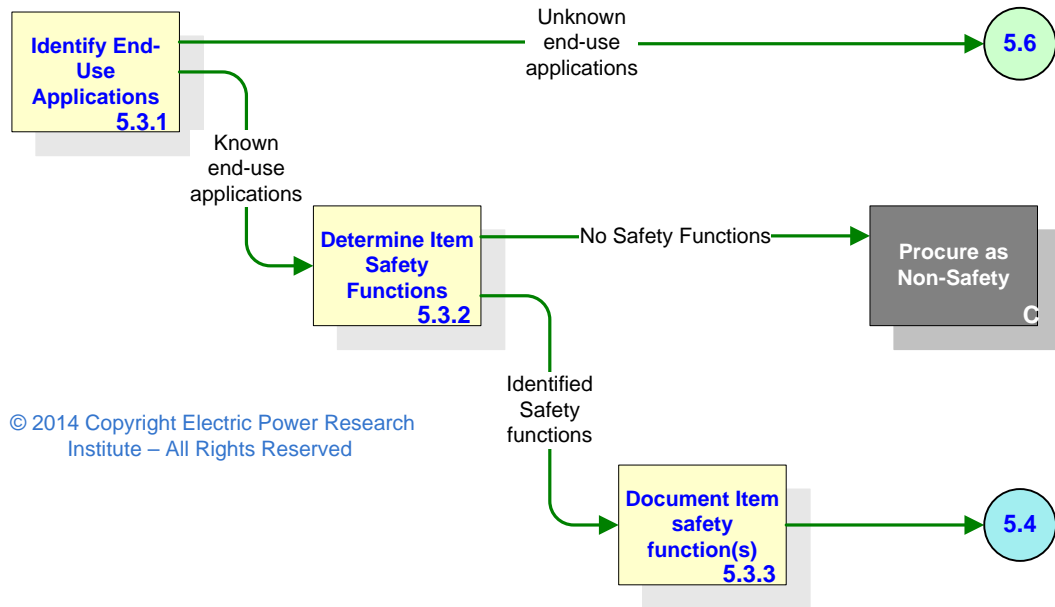 Identify End-
Use
Applications
5.3.1
Unknown
end-use
applications
5.6
Known
end-use
applications
Determine Item
Safety
Functions
5.3.2
No Safety Functions
Procure as
Non-Safety
C
Identified
Safety
functions
© 2014 Copyright Electric Power Research
Institute – All Rights Reserved
Document Item
safety
function(s)
5.3.3
5.4